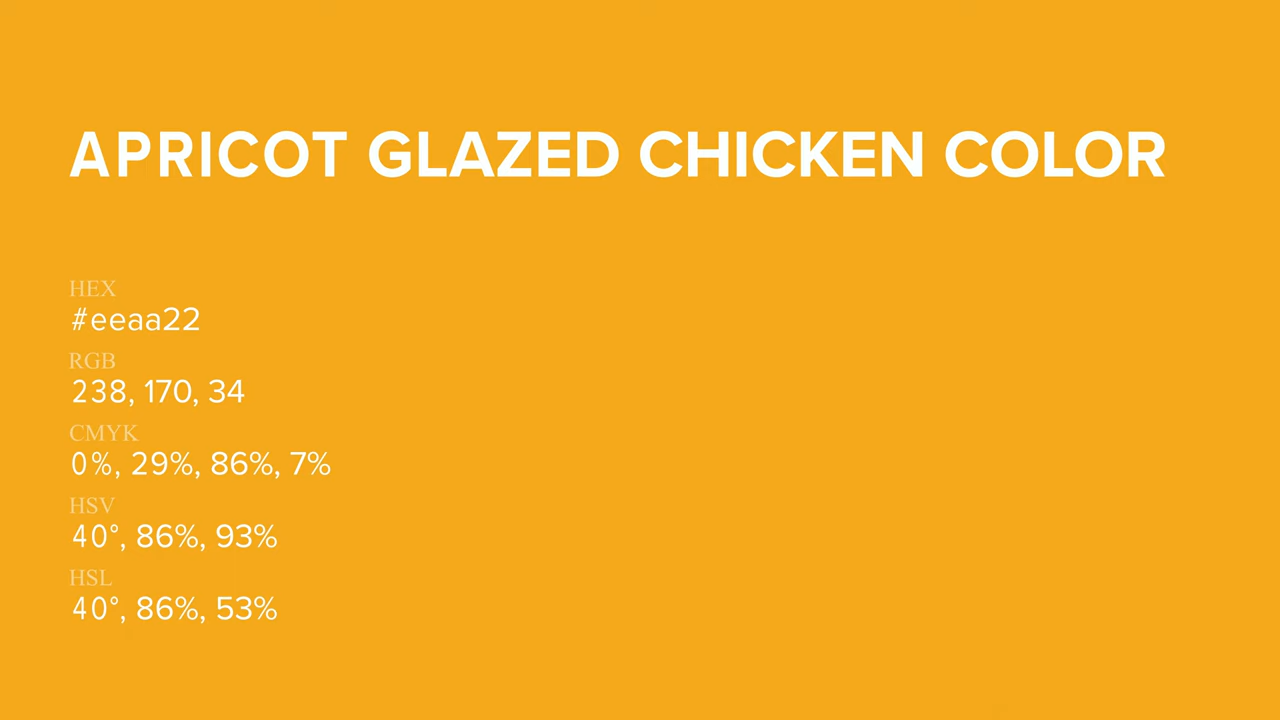 APRICOT GLAZED CHICKEN COLOR
HEX
#eeaa22
RGB
238, 170, 34
CMYK
0%, 29%, 86%, 7%
HSV
40°, 86%, 93%
HSL
40°, 86%, 53%